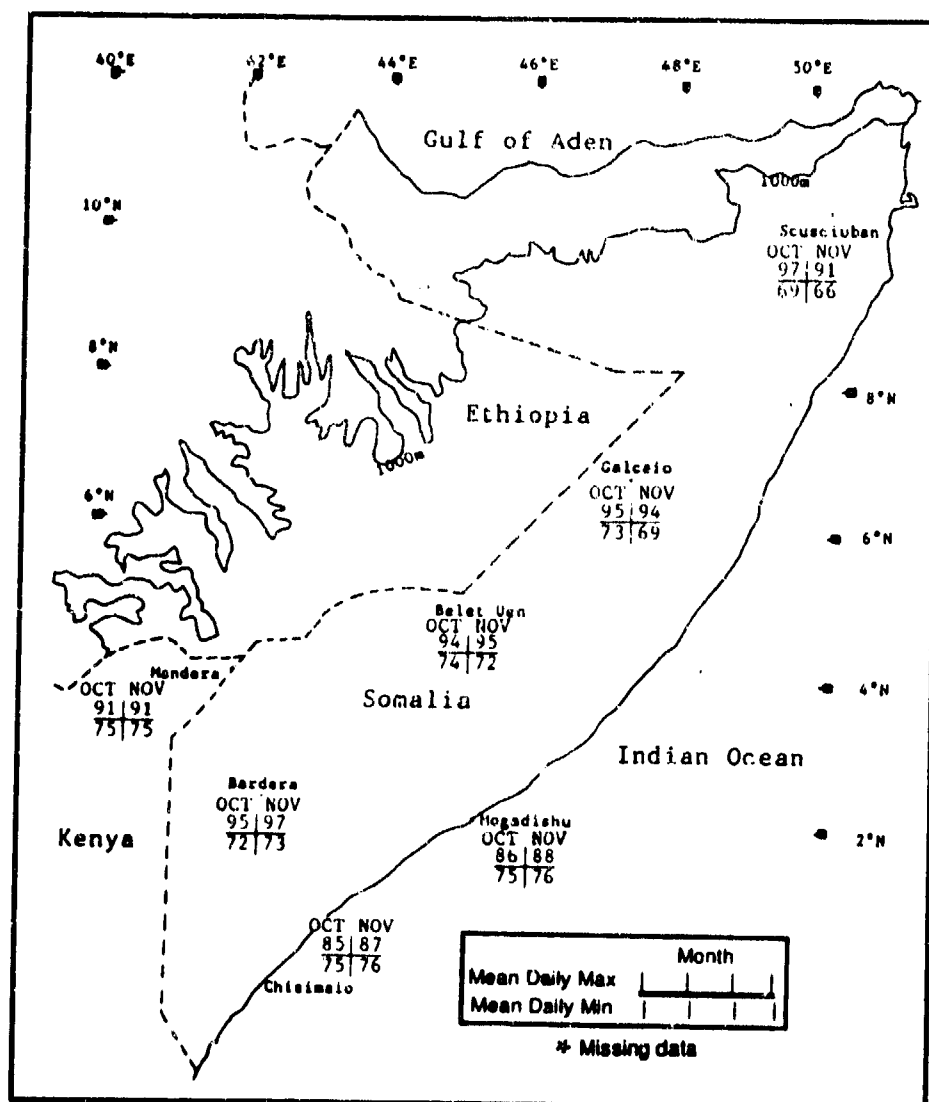 40°E 42°E 44°E 46°E 48°E 50°E
Gulf of Aden
1000m
10°N
Scusciuban
OCT NOV
97 91
69 66
8°N
8°N
Ethiopia
1000m
Galcaio
OCT NOV
95 94
73 69
6°N
6°N
Belet Uen
OCT NOV
94 95
74 72
Mandera
OCT NOV
91 91
75 75
Somalia
4°N
Indian Ocean
Bardera
OCT NOV
95 97
72 73
Kenya
Mogadishu
OCT NOV
86 88
75 76
2°N
OCT NOV
85 87
75 76
Chisimaio
Month
Mean Daily Max
Mean Daily Min
* Missing data